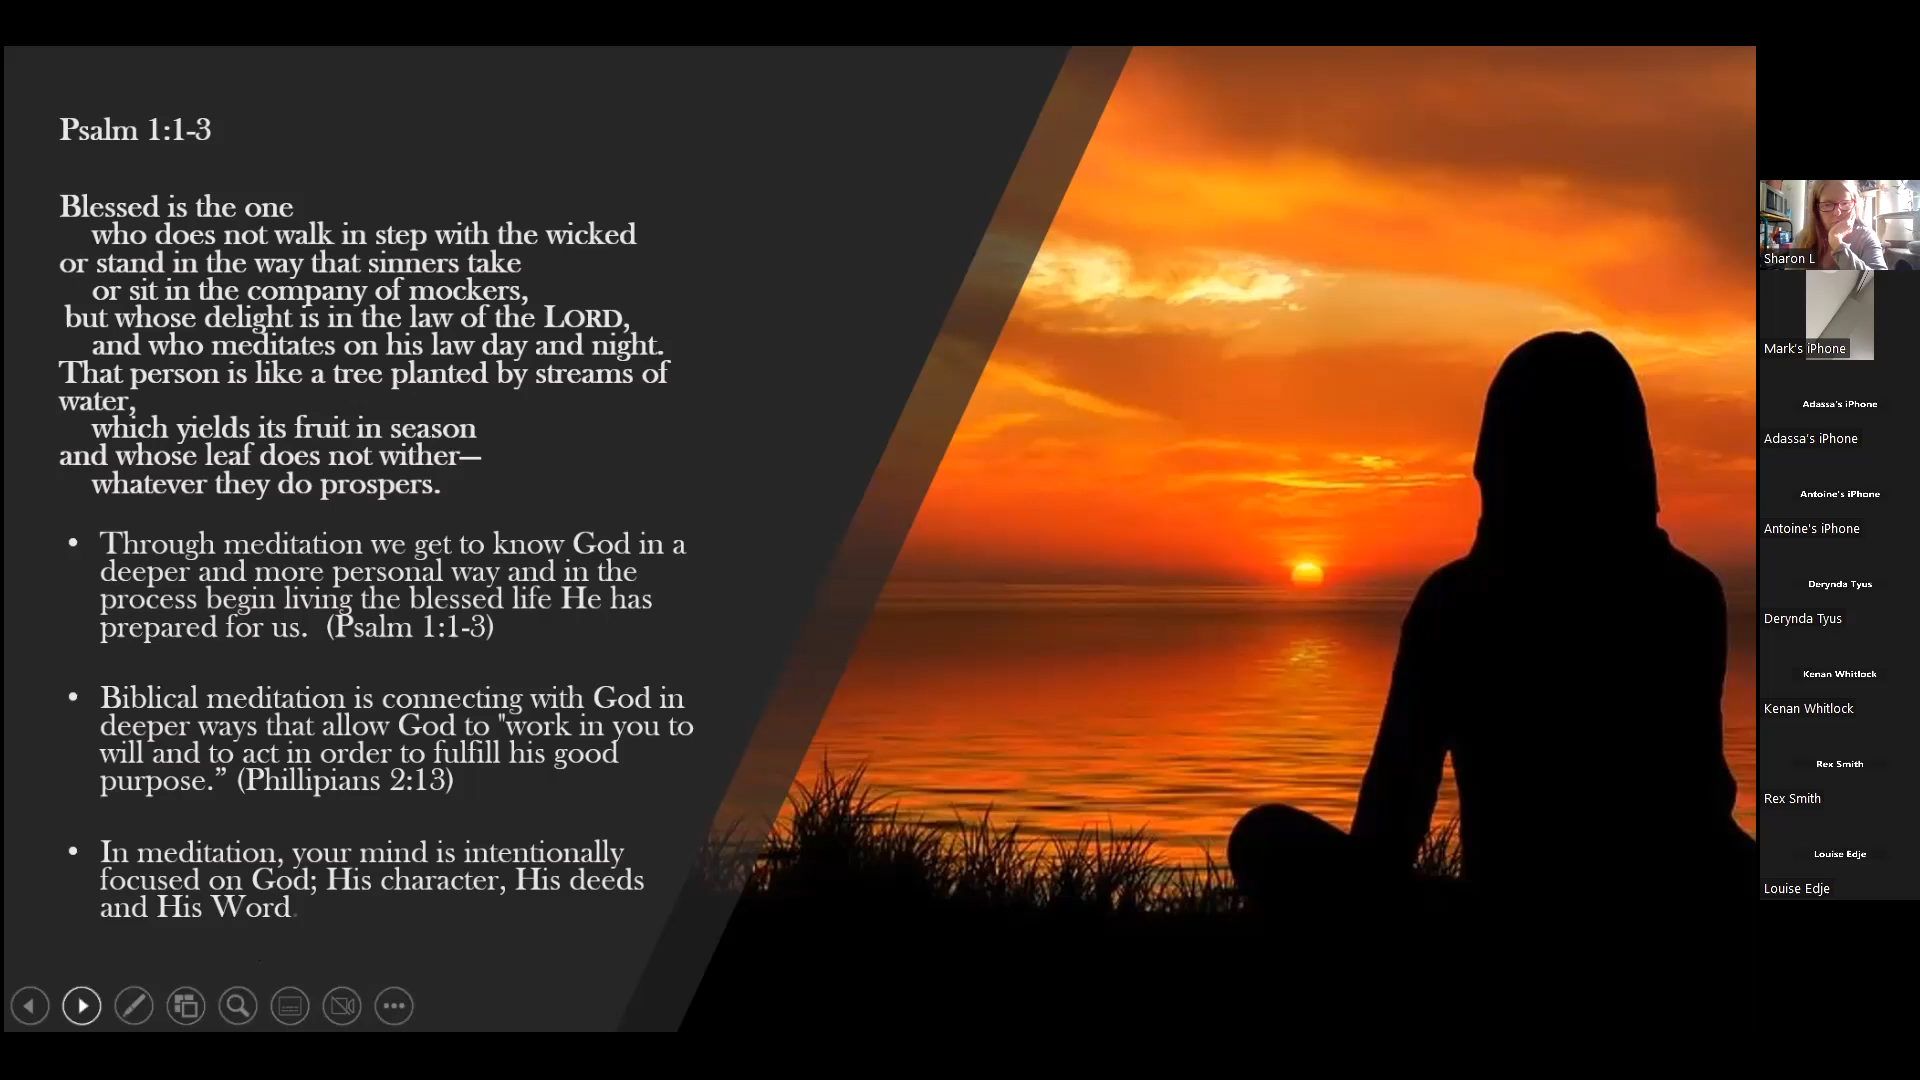 Psalm 1:1-3
Blessed is the one
who does not walk in step with the wicked
or stand in the way that sinners take
or sit in the company of mockers,
but whose delight is in the law of the LORD,
and who meditates on his law day and night.
That person is like a tree planted by streams of
water,
which yields its fruit in season
and whose leaf does not wither—
whatever they do prospers.
• Through meditation we get to know God in a
deeper and more personal way and in the
process begin living the blessed life He has
prepared for us. (Psalm 1:1-3)
• Biblical meditation is connecting with God in
deeper ways that allow God to "work in you to
will and to act in order to fulfill his good
purpose.” (Phillipians 2:13)
• In meditation, your mind is intentionally
focused on God; His character, His deeds
and His Word.
Sharon L
Mark's iPhone
Adassa's iPhone
Adassa's iPhone
Antoine's iPhone
Antoine's iPhone
Derynda Tyus
Derynda Tyus
Kenan Whitlock
Kenan Whitlock
Rex Smith
Rex Smith
Louise Edje
Louise Edje